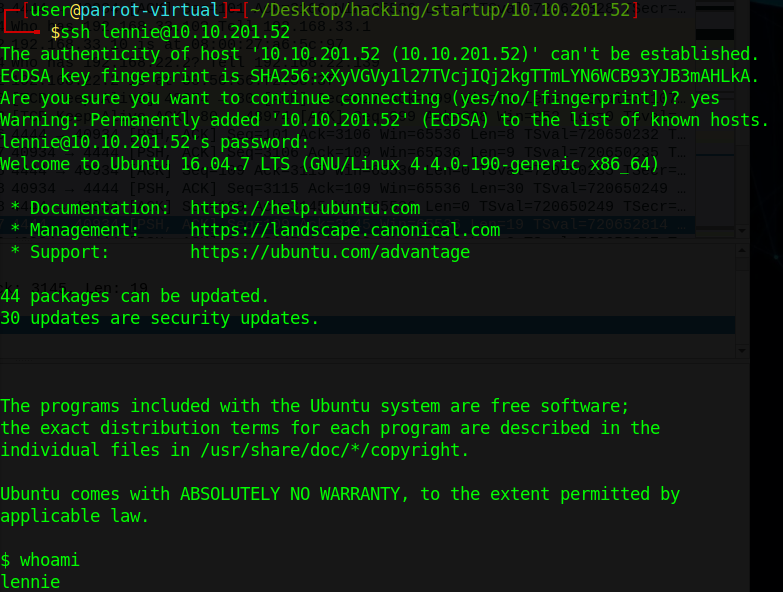 [user@parrot-virtual]-[~/Desktop/hacking/startup/10.10.201.52]
$ssh lennie@10.10.201.52
The authenticity of host '10.10.201.52 (10.10.201.52)' can't be established.
ECDSA key fingerprint is SHA256:xXyVGVy1l27TVcjIQj2kgTTmLYN6WCB93YJB3mAHLkA.
Are you sure you want to continue connecting (yes/no/[fingerprint])? yes
Warning: Permanently added '10.10.201.52' (ECDSA) to the list of known hosts.
lennie@10.10.201.52's password:
Welcome to Ubuntu 16.04.7 LTS (GNU/Linux 4.4.0-190-generic x86_64)
* Documentation:  https://help.ubuntu.com
* Management:     https://landscape.canonical.com
* Support:        https://ubuntu.com/advantage
44 packages can be updated.
30 updates are security updates.
The programs included with the Ubuntu system are free software;
the exact distribution terms for each program are described in the
individual files in /usr/share/doc/*/copyright.
Ubuntu comes with ABSOLUTELY NO WARRANTY, to the extent permitted by
applicable law.
$ whoami
lennie